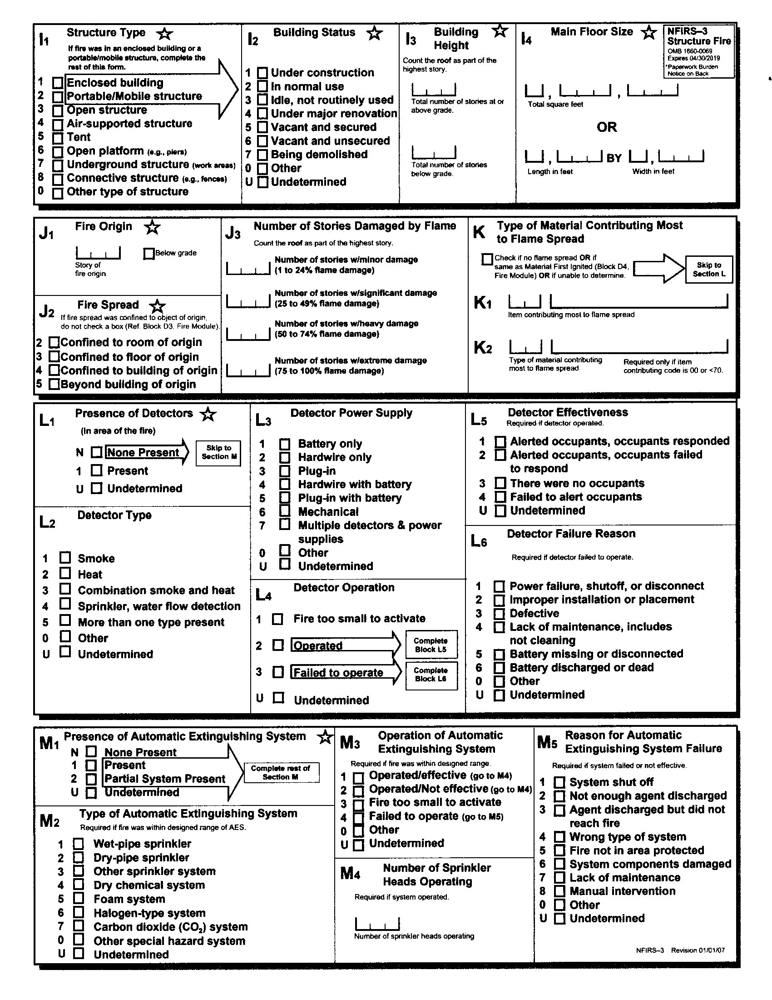 I1
Structure Type ☆
If fire was in an enclosed building or a
portable/mobile structure, complete the
rest of this form.
1 Enclosed building
2 Portable/Mobile structure
3 Open structure
4 Air-supported structure
5 Tent
6 Open platform (e.g., piers)
7 Underground structure (work areas)
8 Connective structure (e.g., fences)
0 Other type of structure
I2
Building Status ☆
1 Under construction
2 In normal use
3 Idle, not routinely used
4 Under major renovation
5 Vacant and secured
6 Vacant and unsecured
7 Being demolished
0 Other
U Undetermined
I3
Building ☆
Height
Count the roof as part of the
highest story.
Total number of stories at or
above grade.
Total number of stories
below grade.
I4
Main Floor Size ☆
NFIRS–3
Structure Fire
OMB 1660-0069
Expires 04/30/2019
*Paperwork Burden
Notice on Back
, ,
Total square feet
OR
, BY ,
Length in feet Width in feet
J1
Fire Origin ☆
Below grade
Story of
fire origin
J2
Fire Spread ☆
If fire spread was confined to object of origin,
do not check a box (Ref. Block D3, Fire Module).
2 Confined to room of origin
3 Confined to floor of origin
4 Confined to building of origin
5 Beyond building of origin
J3
Number of Stories Damaged by Flame
Count the roof as part of the highest story.
Number of stories w/minor damage
(1 to 24% flame damage)
Number of stories w/significant damage
(25 to 49% flame damage)
Number of stories w/heavy damage
(50 to 74% flame damage)
Number of stories w/extreme damage
(75 to 100% flame damage)
K
Type of Material Contributing Most
to Flame Spread
Check if no flame spread OR if
same as Material First Ignited (Block D4,
Fire Module) OR if unable to determine.
Skip to
Section L
K1
Item contributing most to flame spread
K2
Type of material contributing
most to flame spread
Required only if item
contributing code is 00 or <70.
L1
Presence of Detectors ☆
(In area of the fire)
N None Present
Skip to
Section M
1 Present
U Undetermined
L2
Detector Type
1 Smoke
2 Heat
3 Combination smoke and heat
4 Sprinkler, water flow detection
5 More than one type present
0 Other
U Undetermined
L3
Detector Power Supply
1 Battery only
2 Hardwire only
3 Plug-in
4 Hardwire with battery
5 Plug-in with battery
6 Mechanical
7 Multiple detectors & power
supplies
0 Other
U Undetermined
L4
Detector Operation
1 Fire too small to activate
2 Operated
Complete
Block L5
3 Failed to operate
Complete
Block L6
U Undetermined
L5
Detector Effectiveness
Required if detector operated.
1 Alerted occupants, occupants responded
2 Alerted occupants, occupants failed
to respond
3 There were no occupants
4 Failed to alert occupants
U Undetermined
L6
Detector Failure Reason
Required if detector failed to operate.
1 Power failure, shutoff, or disconnect
2 Improper installation or placement
3 Defective
4 Lack of maintenance, includes
not cleaning
5 Battery missing or disconnected
6 Battery discharged or dead
0 Other
U Undetermined
M1
Presence of Automatic Extinguishing System ☆
N None Present
1 Present
2 Partial System Present
U Undetermined
Complete rest of
Section M
M2
Type of Automatic Extinguishing System
Required if fire was within designed range of AES.
1 Wet-pipe sprinkler
2 Dry-pipe sprinkler
3 Other sprinkler system
4 Dry chemical system
5 Foam system
6 Halogen-type system
7 Carbon dioxide (CO₂) system
0 Other special hazard system
U Undetermined
M3
Operation of Automatic
Extinguishing System
Required if fire was within designed range.
1 Operated/effective (go to M4)
2 Operated/Not effective (go to M4)
3 Fire too small to activate
4 Failed to operate (go to M5)
0 Other
U Undetermined
M4
Number of Sprinkler
Heads Operating
Required if system operated.
Number of sprinkler heads operating
M5
Reason for Automatic
Extinguishing System Failure
Required if system failed or not effective.
1 System shut off
2 Not enough agent discharged
3 Agent discharged but did not
reach fire
4 Wrong type of system
5 Fire not in area protected
6 System components damaged
7 Lack of maintenance
8 Manual intervention
0 Other
U Undetermined
NFIRS–3 Revision 01/01/07